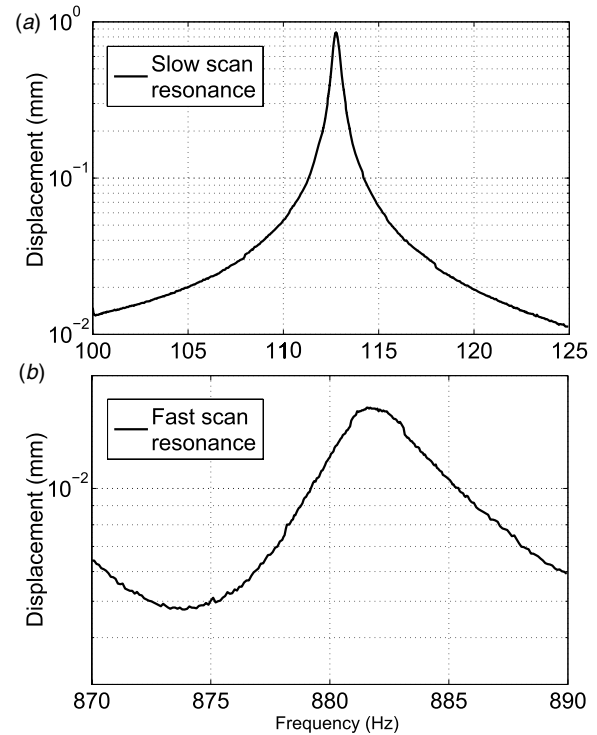 (a)
10^0
10^-1
10^-2
Displacement (mm)
Slow scan
resonance
100 105 110 115 120 125
(b)
10^-2
Displacement (mm)
Fast scan
resonance
870 875 880 885 890
Frequency (Hz)